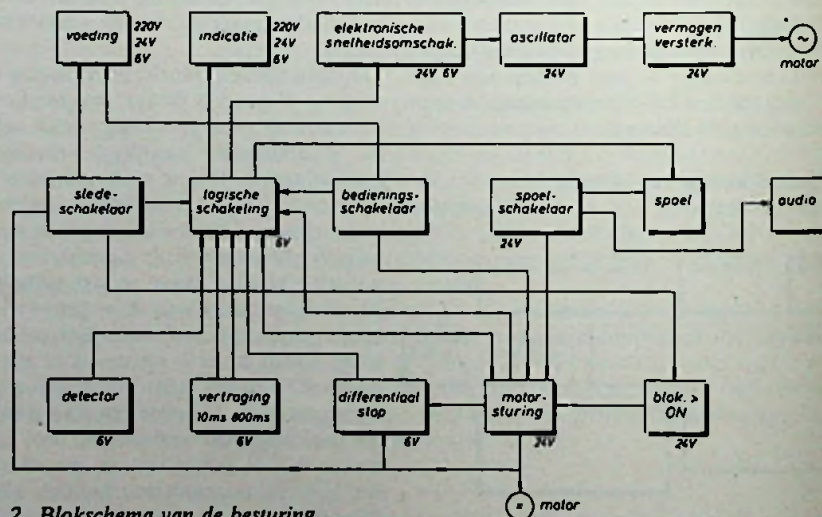 voeding
220V
24V
6V
indicatie
220V
24V
6V
elektronische
snelheidsomschak.
24V 6V
oscillator
24V
vermogen
versterk.
24V
~
motor
slede-
schakelaar
logische
schakeling
6V
bedienings-
schakelaar
spoel-
schakelaar
24V
spoel
audio
detector
6V
vertraging
10ms 800ms
6V
differentiaal
stop
6V
motor-
sturing
24V
blok. >
ON
24V
=
motor
2. Blokschema van de besturing